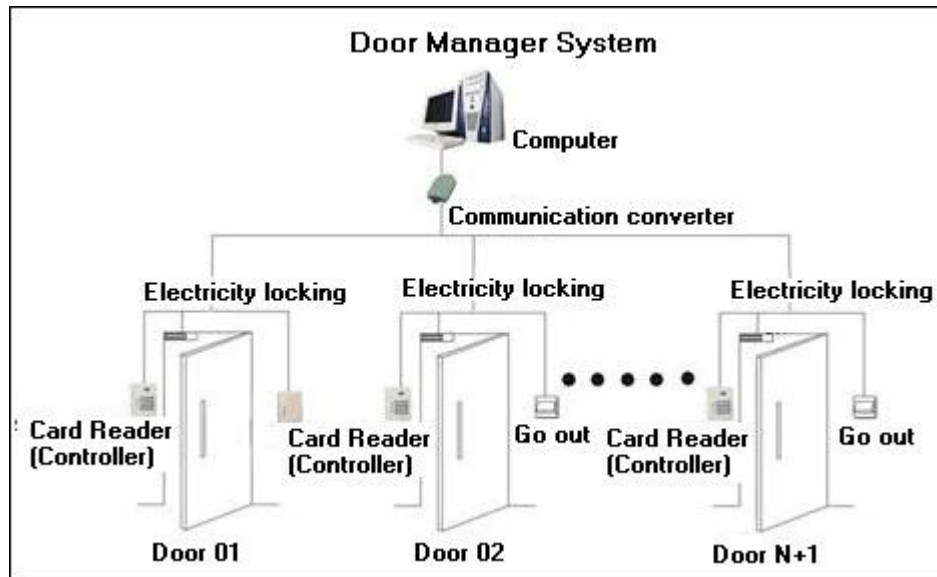 Door Manager System
Computer
Communication converter
Electricity locking
Electricity locking
Electricity locking
Card Reader
(Controller)
Card Reader
(Controller)
Go out
Card Reader
(Controller)
Go out
Door 01
Door 02
Door N+1